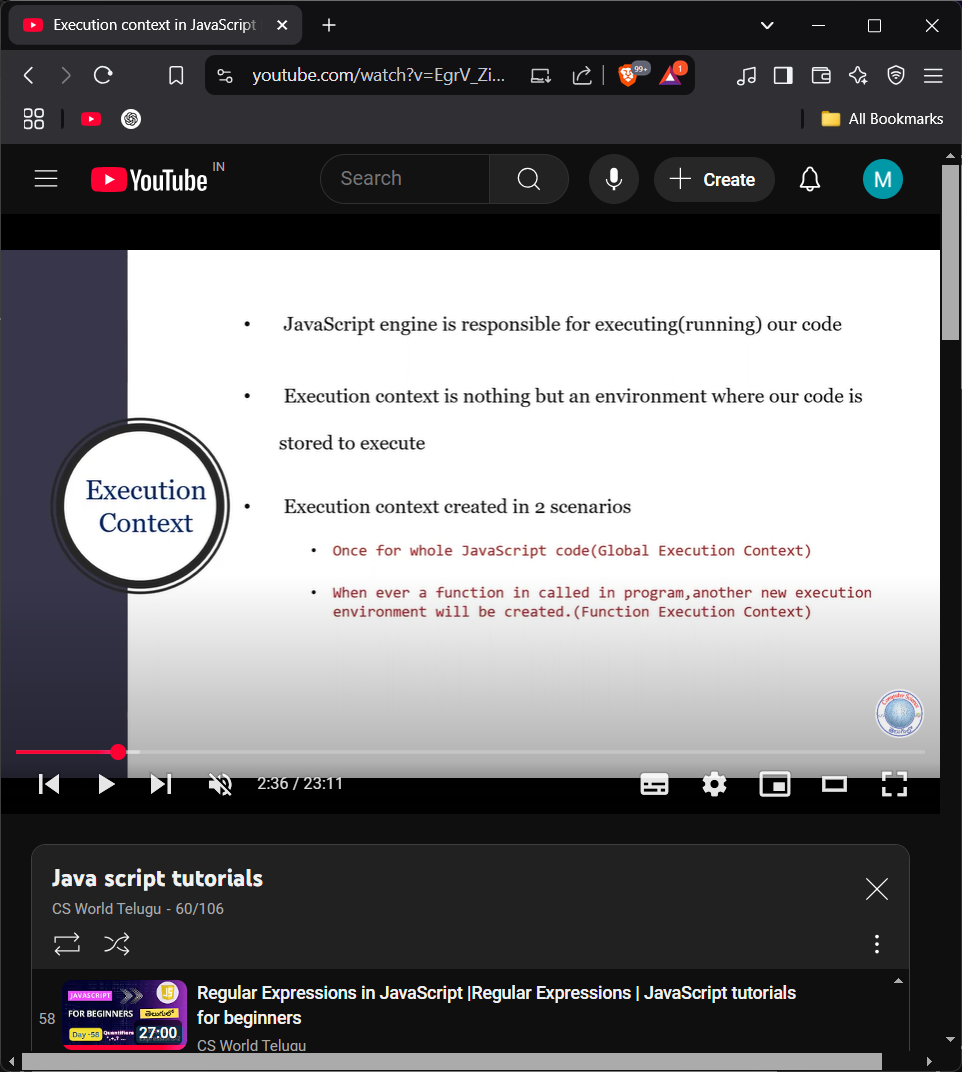 Execution context in JavaScript
youtube.com/watch?v=EgrV_Zi...
99+
1
All Bookmarks
YouTube IN
Search
Create
M
• JavaScript engine is responsible for executing(running) our code
• Execution context is nothing but an environment where our code is
stored to execute
Execution
Context
• Execution context created in 2 scenarios
• Once for whole JavaScript code(Global Execution Context)
• When ever a function in called in program,another new execution
environment will be created.(Function Execution Context)
Computer Science
2:36 / 23:11
Java script tutorials
CS World Telugu - 60/106
58
JAVASCRIPT
JS
FOR BEGINNERS
తెలుగులో
Day -58
Quantifiers
27:00
Regular Expressions in JavaScript |Regular Expressions | JavaScript tutorials
for beginners
CS World Telugu